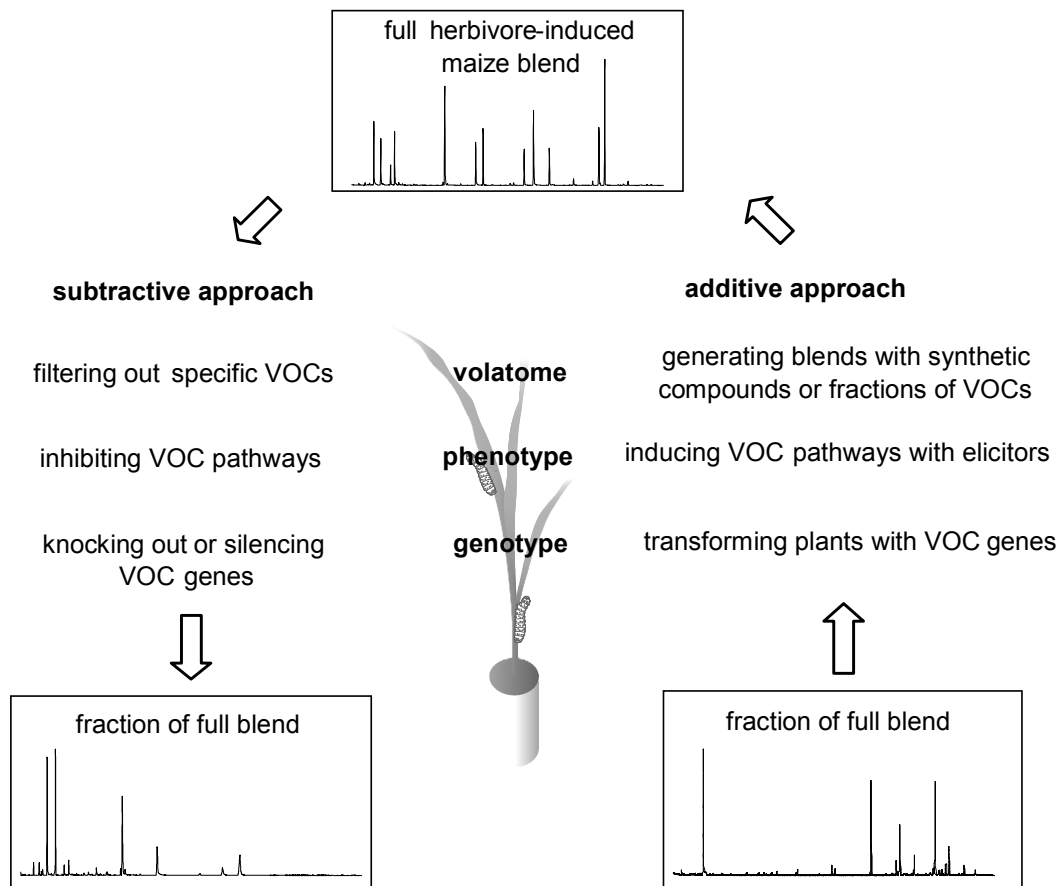 full herbivore-induced
maize blend
subtractive approach
additive approach
filtering out specific VOCs
volatome
generating blends with synthetic
compounds or fractions of VOCs
inhibiting VOC pathways
phenotype
inducing VOC pathways with elicitors
knocking out or silencing
VOC genes
genotype
transforming plants with VOC genes
fraction of full blend
fraction of full blend